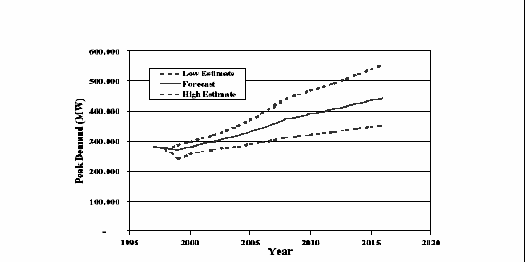 600,000
500,000
400,000
300,000
200,000
100,000
-
Peak Demand (MW)
Low Estimate
Forecast
High Estimate
1995 2000 2005 2010 2015 2020
Year